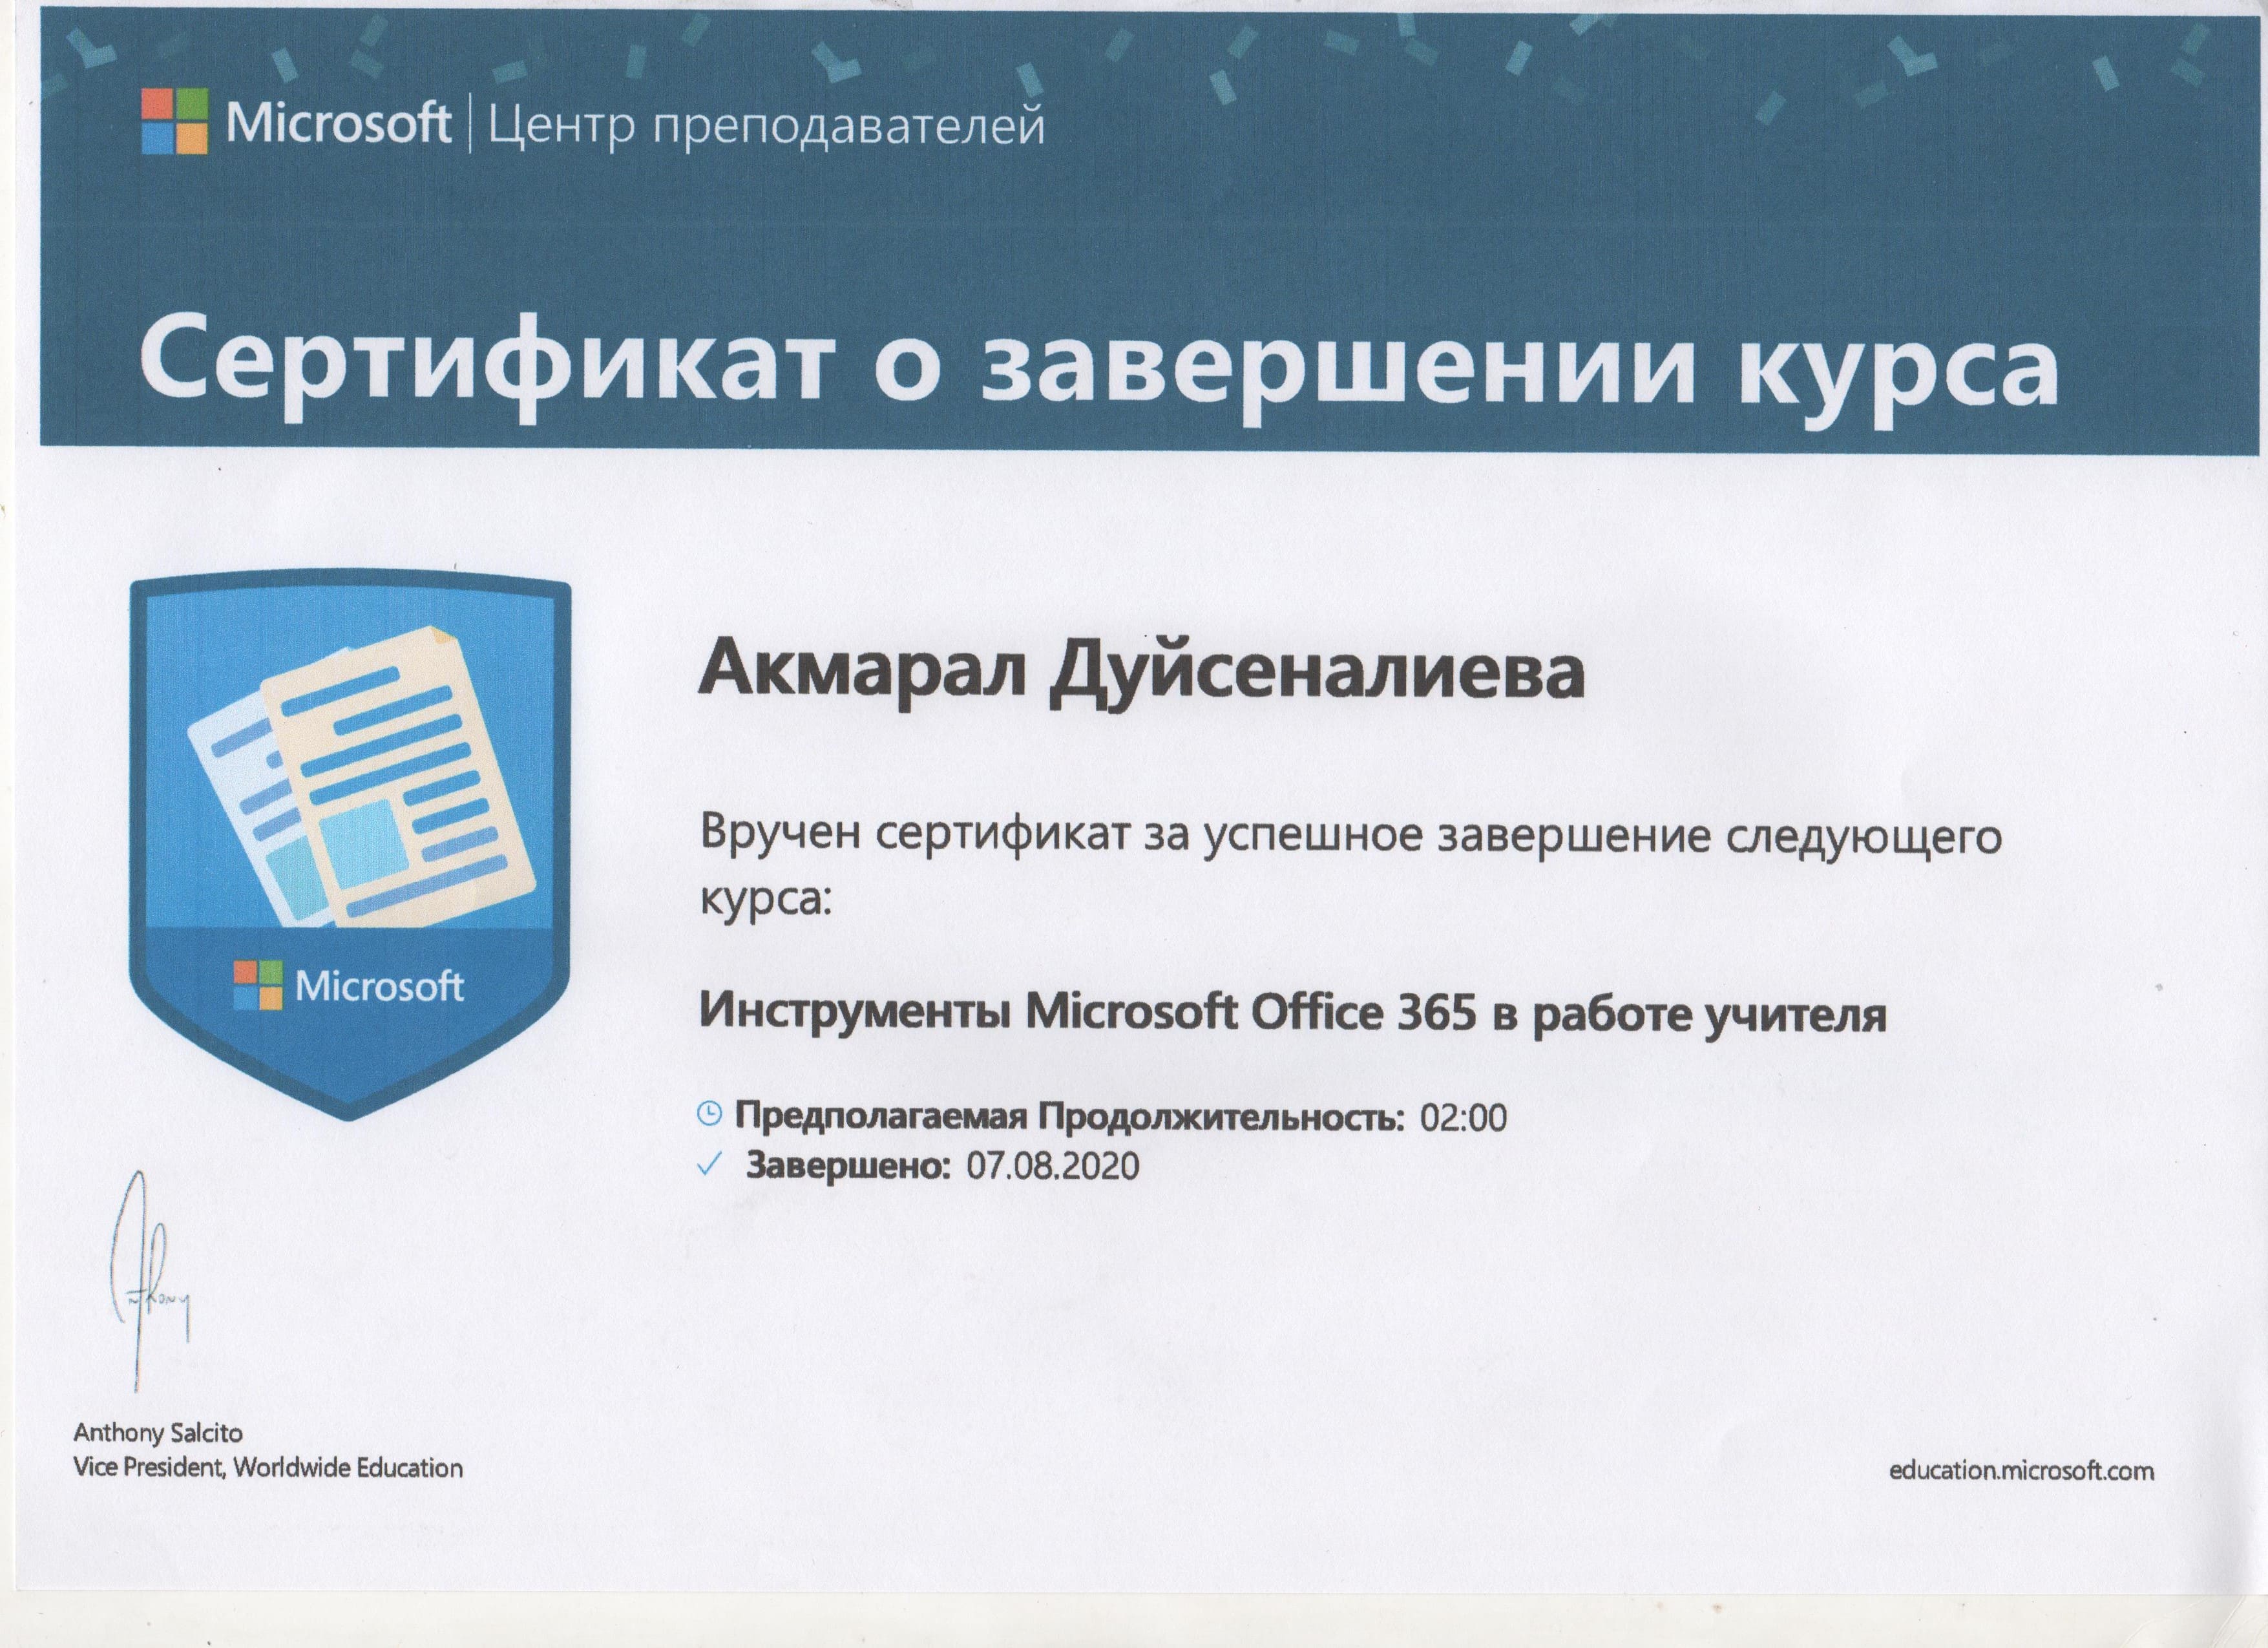 Microsoft | Центр преподавателей
Сертификат о завершении курса
Акмарал Дуйсеналиева
Вручен сертификат за успешное завершение следующего
курса:
Инструменты Microsoft Office 365 в работе учителя
Предполагаемая Продолжительность: 02:00
Завершено: 07.08.2020
Microsoft
Anthony
Anthony Salcito
Vice President, Worldwide Education
education.microsoft.com